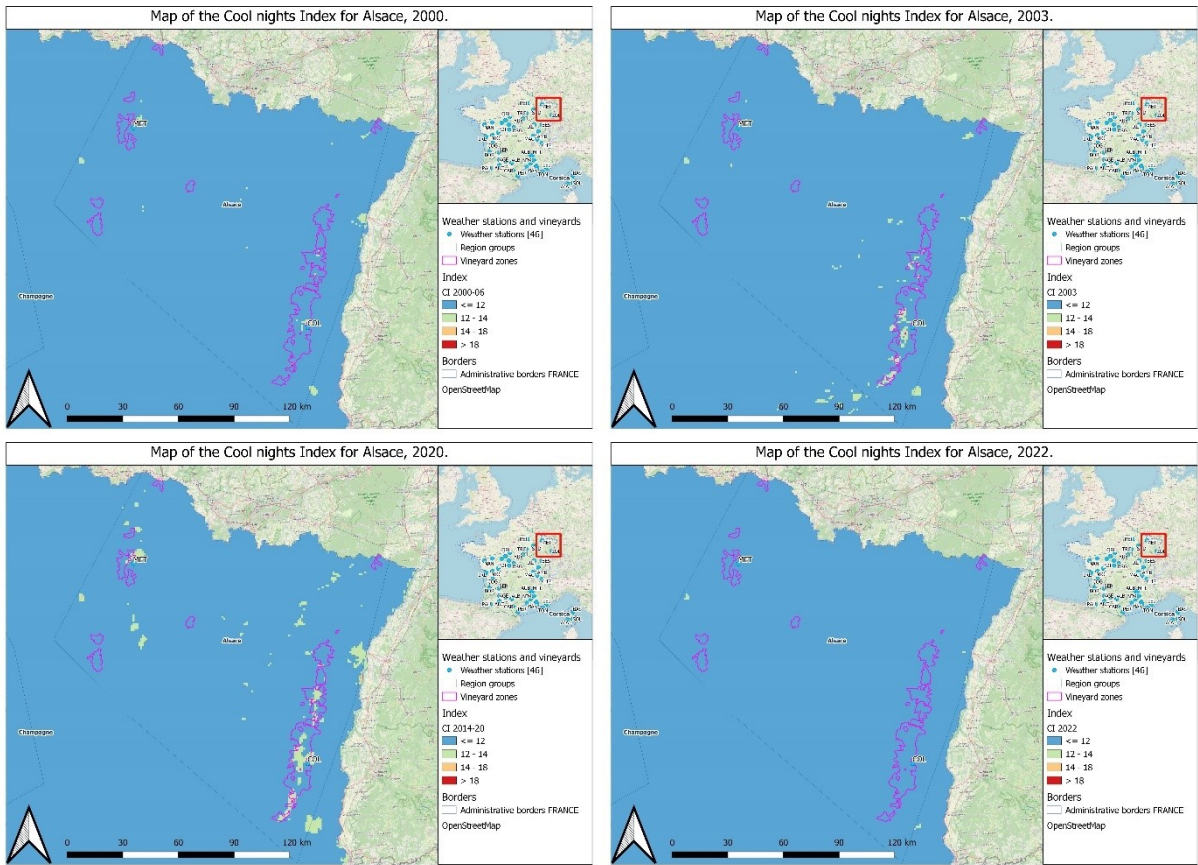 Map of the Cool nights Index for Alsace, 2000.
MET
Alsace
Champagne
COL
0 30 60 90 120 km
Corsica
Weather stations and vineyards
Weather stations [46]
Region groups
Vineyard zones
Index
CI 2000-06
<= 12
12 - 14
14 - 18
> 18
Borders
Administrative borders FRANCE
OpenStreetMap
Map of the Cool nights Index for Alsace, 2003.
MET
Alsace
Champagne
COL
0 30 60 90 120 km
Corsica
Weather stations and vineyards
Weather stations [46]
Region groups
Vineyard zones
Index
CI 2003
<= 12
12 - 14
14 - 18
> 18
Borders
Administrative borders FRANCE
OpenStreetMap
Map of the Cool nights Index for Alsace, 2020.
MET
Alsace
Champagne
COL
0 30 60 90 120 km
Corsica
Weather stations and vineyards
Weather stations [46]
Region groups
Vineyard zones
Index
CI 2014-20
<= 12
12 - 14
14 - 18
> 18
Borders
Administrative borders FRANCE
OpenStreetMap
Map of the Cool nights Index for Alsace, 2022.
MET
Alsace
Champagne
COL
0 30 60 90 120 km
Corsica
Weather stations and vineyards
Weather stations [46]
Region groups
Vineyard zones
Index
CI 2022
<= 12
12 - 14
14 - 18
> 18
Borders
Administrative borders FRANCE
OpenStreetMap